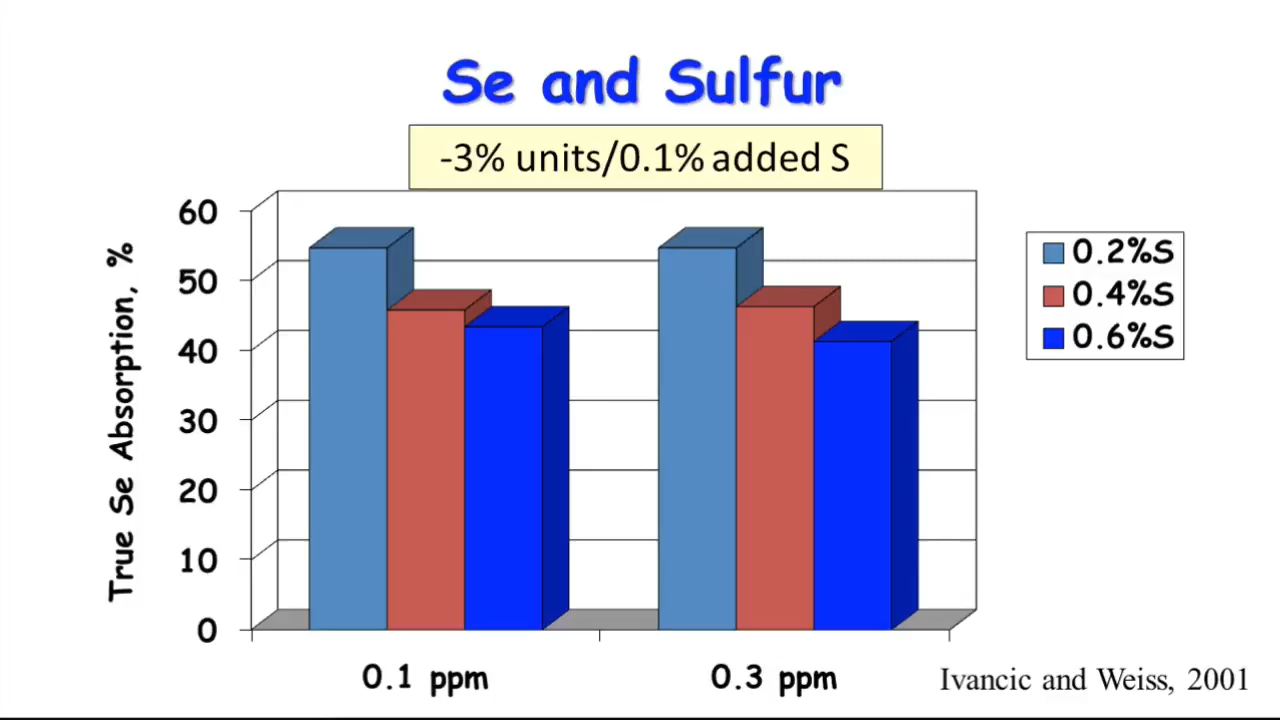 Se and Sulfur
-3% units/0.1% added S
True Se Absorption, %
60
50
40
30
20
10
0
0.1 ppm
0.3 ppm
0.2%S
0.4%S
0.6%S
Ivancic and Weiss, 2001